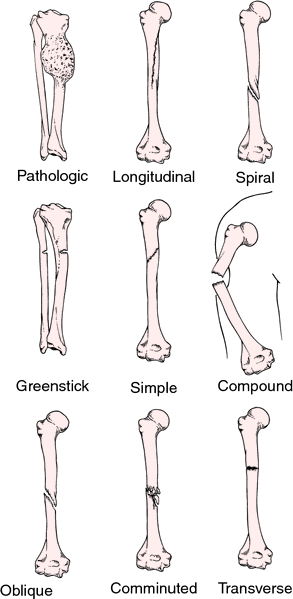 Pathologic Longitudinal Spiral
Greenstick Simple Compound
Oblique Comminuted Transverse